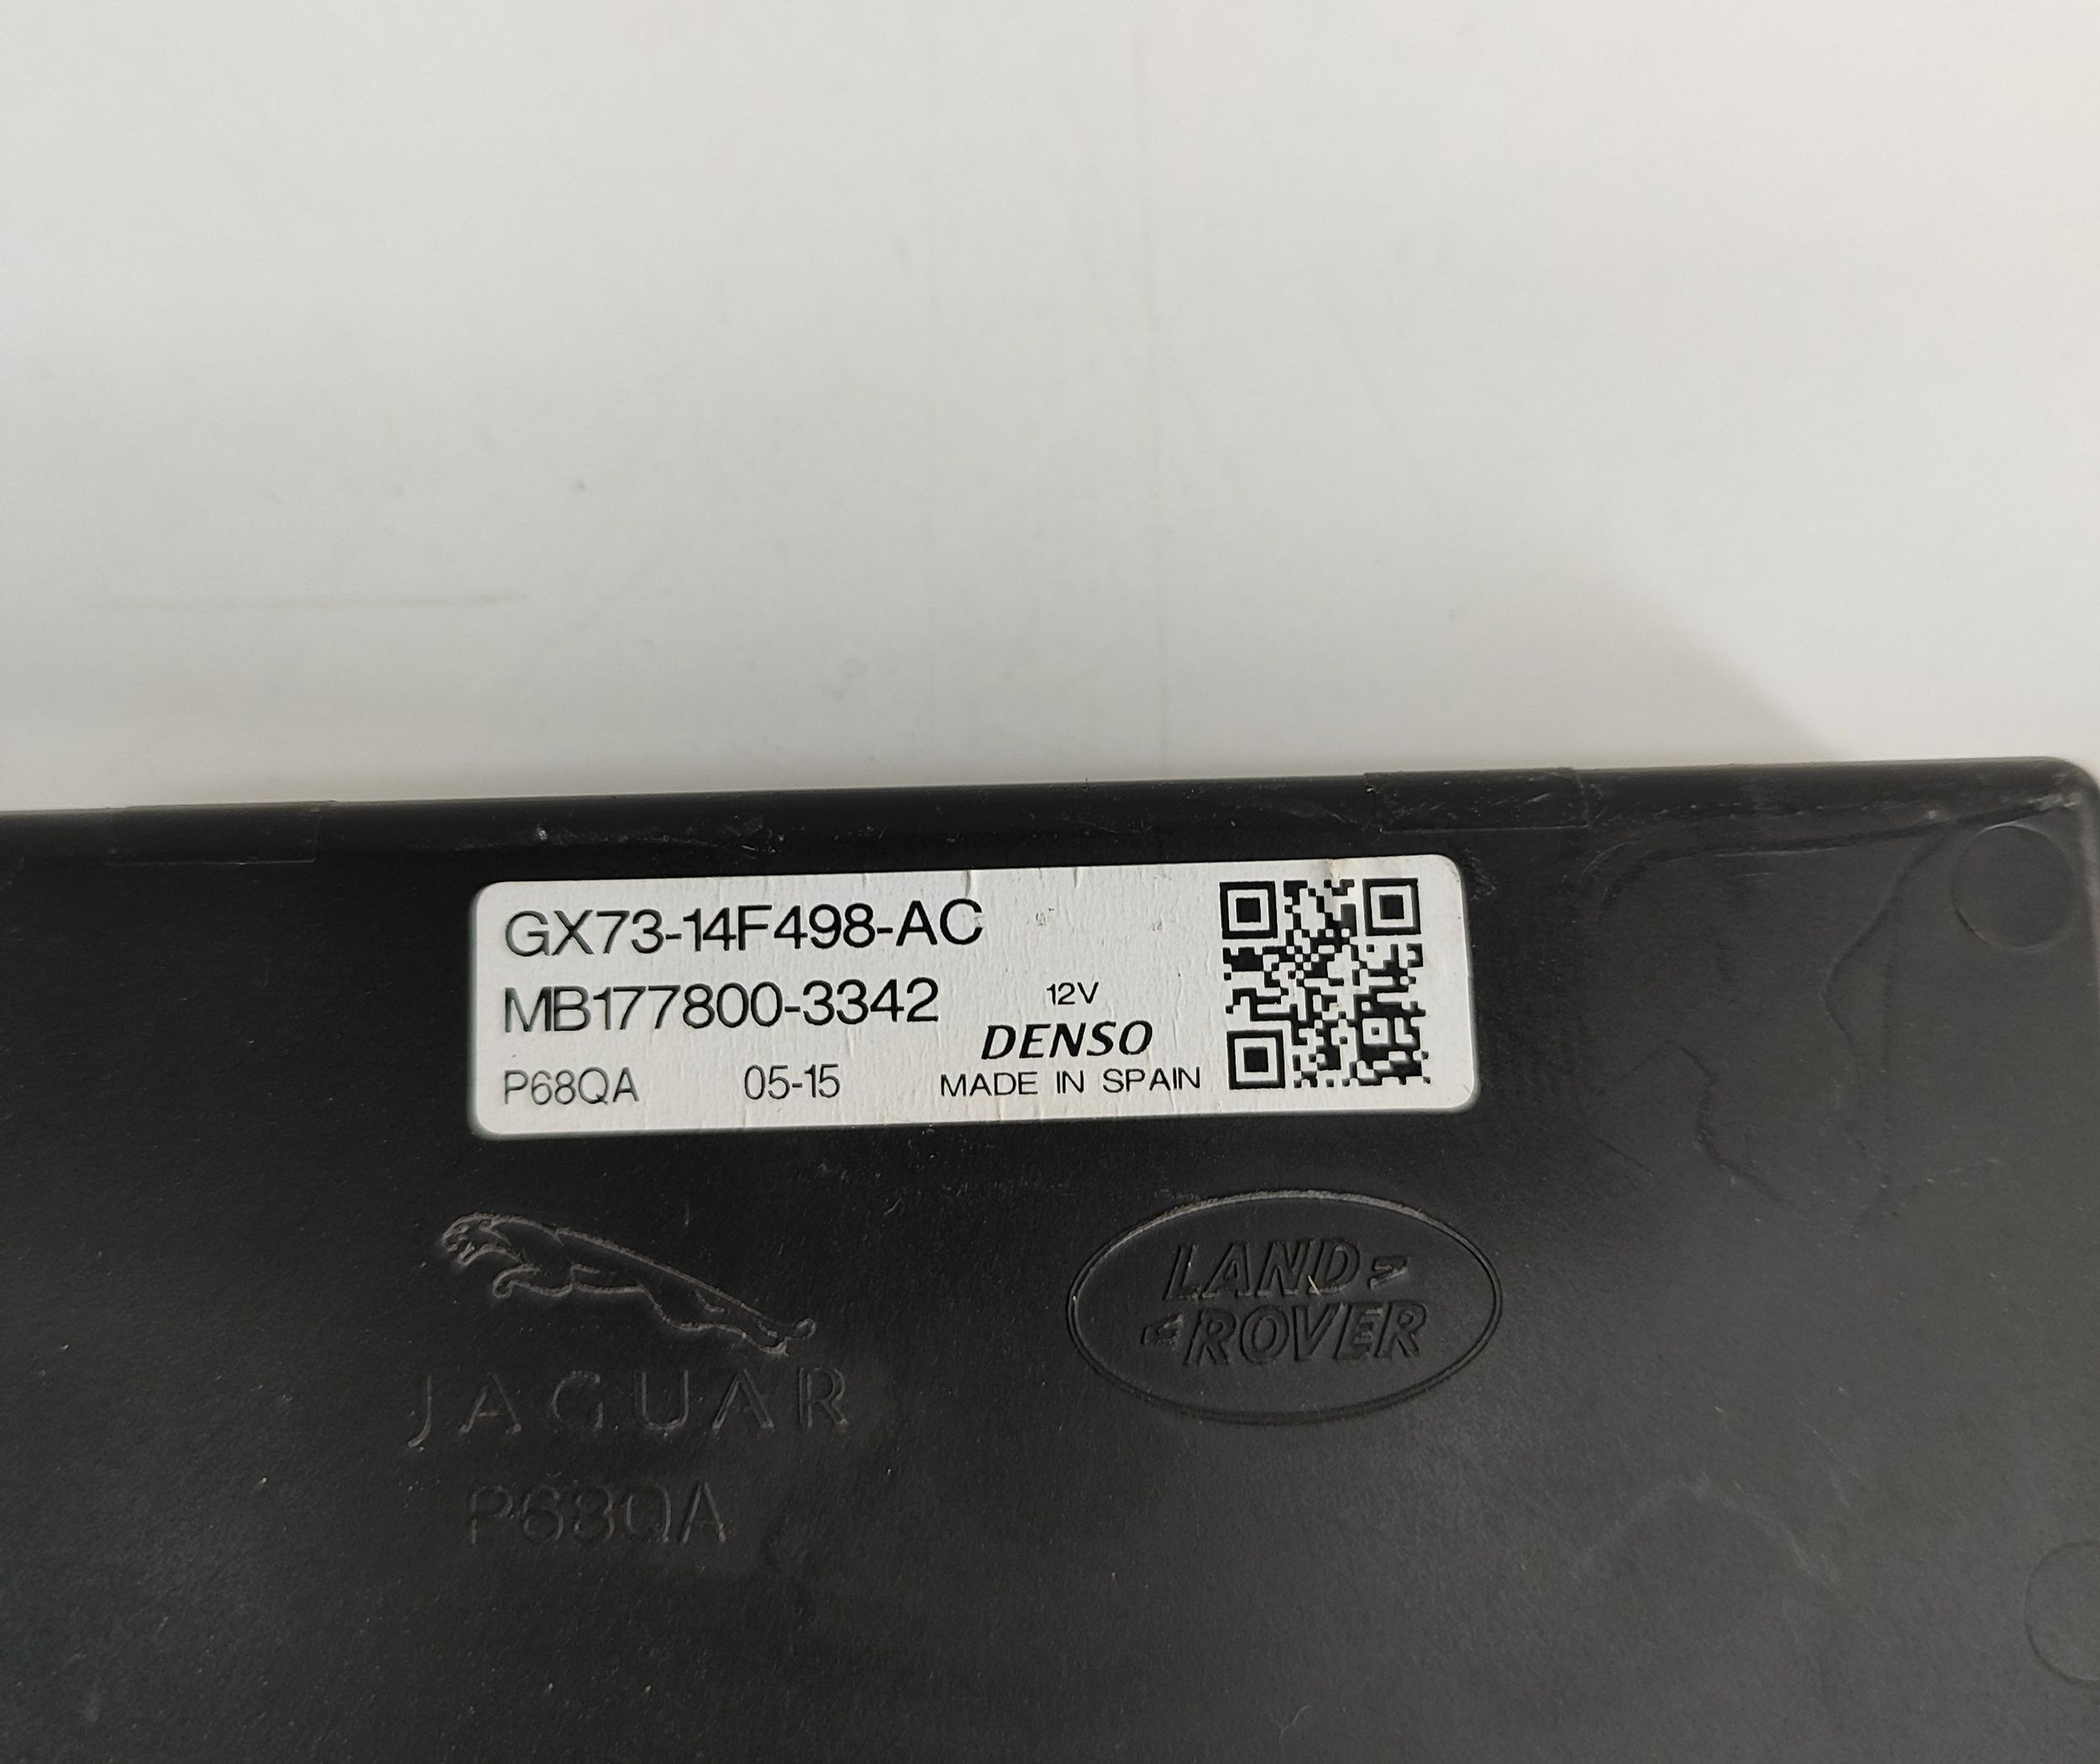 GX73-14F498-AC
MB177800-3342
12V
DENSO
P68QA 05-15 MADE IN SPAIN
JAGUAR
LAND
ROVER
P68QA